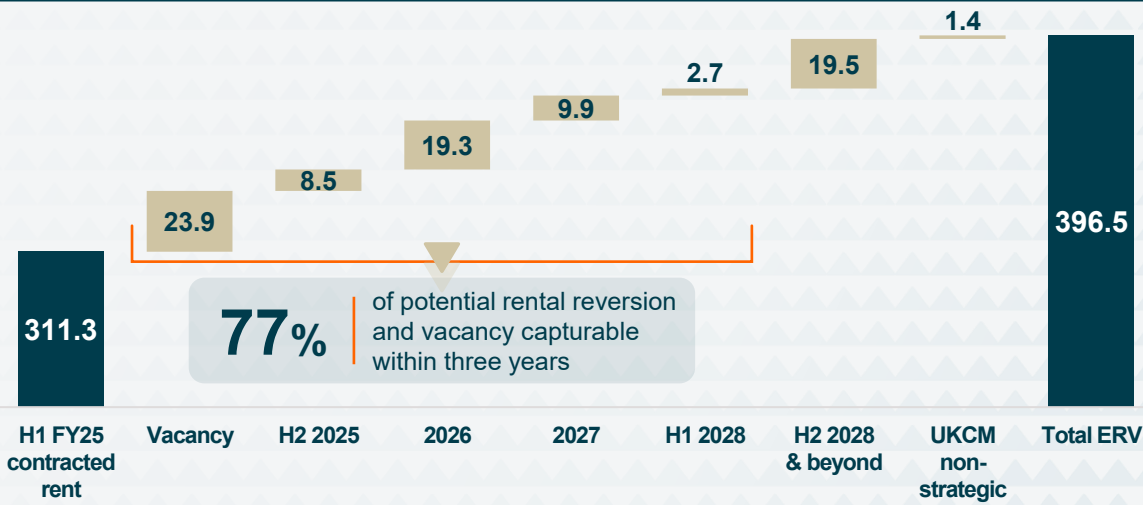 1.4
19.5
2.7
9.9
19.3
8.5
23.9
396.5
311.3
77%
of potential rental reversion
and vacancy capturable
within three years
H1 FY25
contracted
rent
Vacancy
H2 2025
2026
2027
H1 2028
H2 2028
& beyond
UKCM
non-
strategic
Total ERV